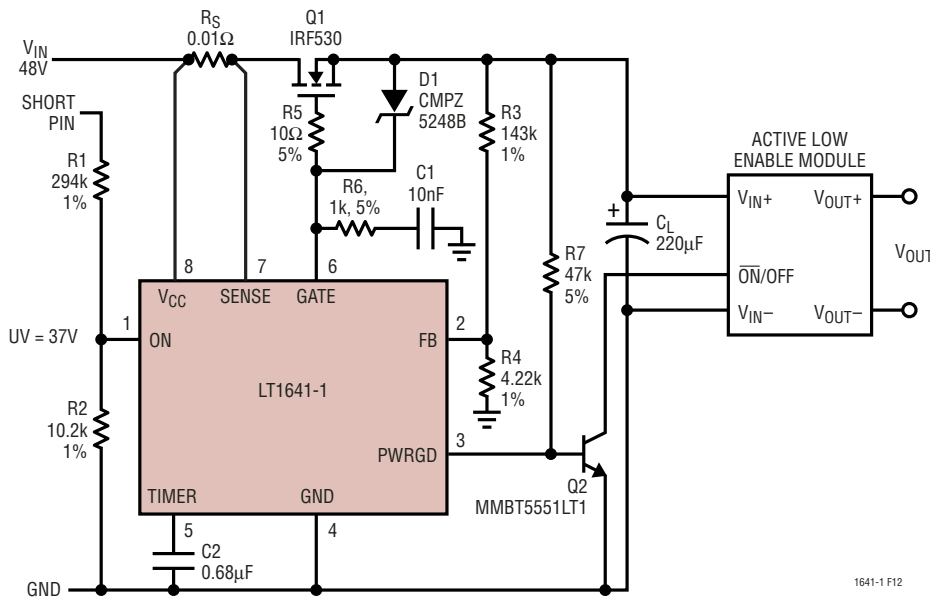 RS
0.01Ω
Q1
IRF530
VIN
48V
SHORT
PIN
R1
294k
1%
R5
10Ω
5%
D1
CMPZ
5248B
R3
143k
1%
ACTIVE LOW
ENABLE MODULE
R6,
1k, 5%
C1
10nF
VIN+
VOUT+
+
CL
220µF
VOUT
R7
47k
5%
ON/OFF
VIN–
VOUT–
8
7
6
VCC
SENSE
GATE
UV = 37V
1
ON
FB
2
LT1641-1
R4
4.22k
1%
R2
10.2k
1%
PWRGD
3
Q2
MMBT5551LT1
TIMER
GND
5
4
C2
0.68µF
GND
1641-1 F12